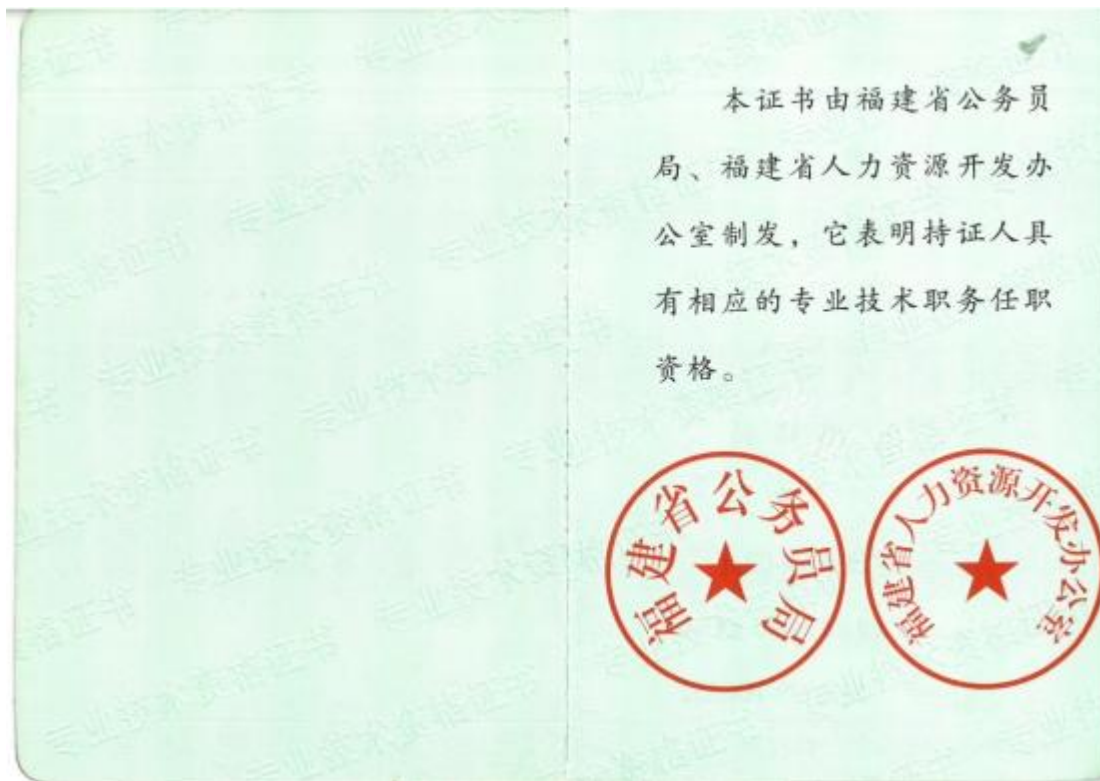 本证书由福建省公务员
局、福建省人力资源开发办
公室制发，它表明持证人具
有相应的专业技术职务任职
资格。
福建省公务员局
福建省人力资源开发办公室